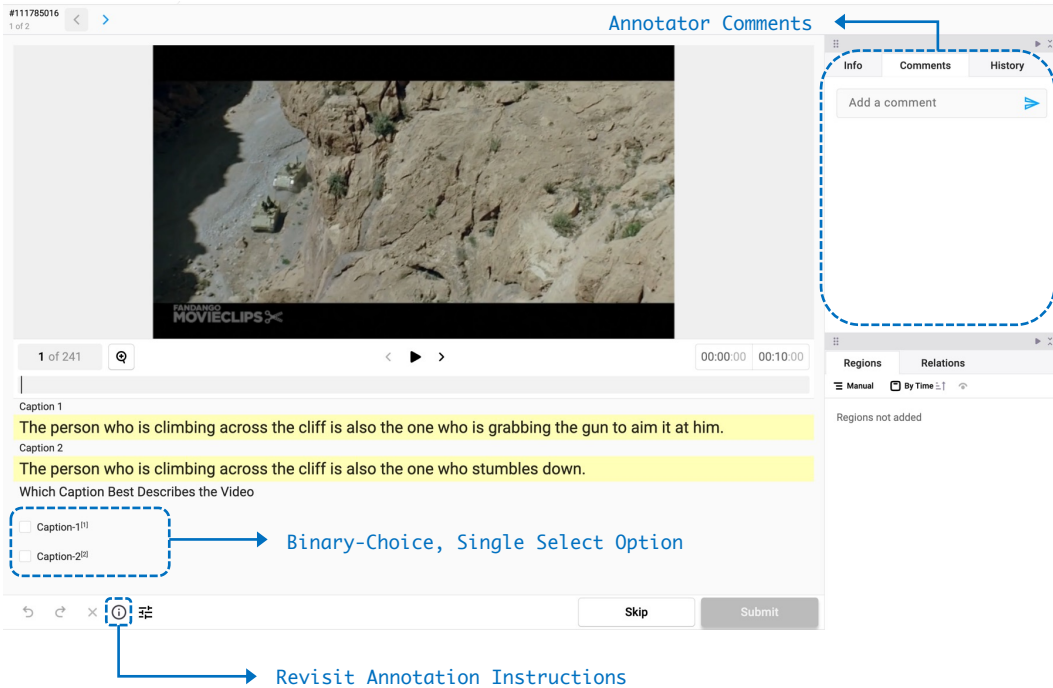 #111785016
1 of 2
Annotator Comments
Info Comments History
Add a comment
FANDANGO
MOVIECLIPS
1 of 241
00:00:00 00:10:00
Regions Relations
Manual By Time
Regions not added
Caption 1
The person who is climbing across the cliff is also the one who is grabbing the gun to aim it at him.
Caption 2
The person who is climbing across the cliff is also the one who stumbles down.
Which Caption Best Describes the Video
Caption-1[1]
Binary-Choice, Single Select Option
Caption-2[2]
Skip Submit
Revisit Annotation Instructions